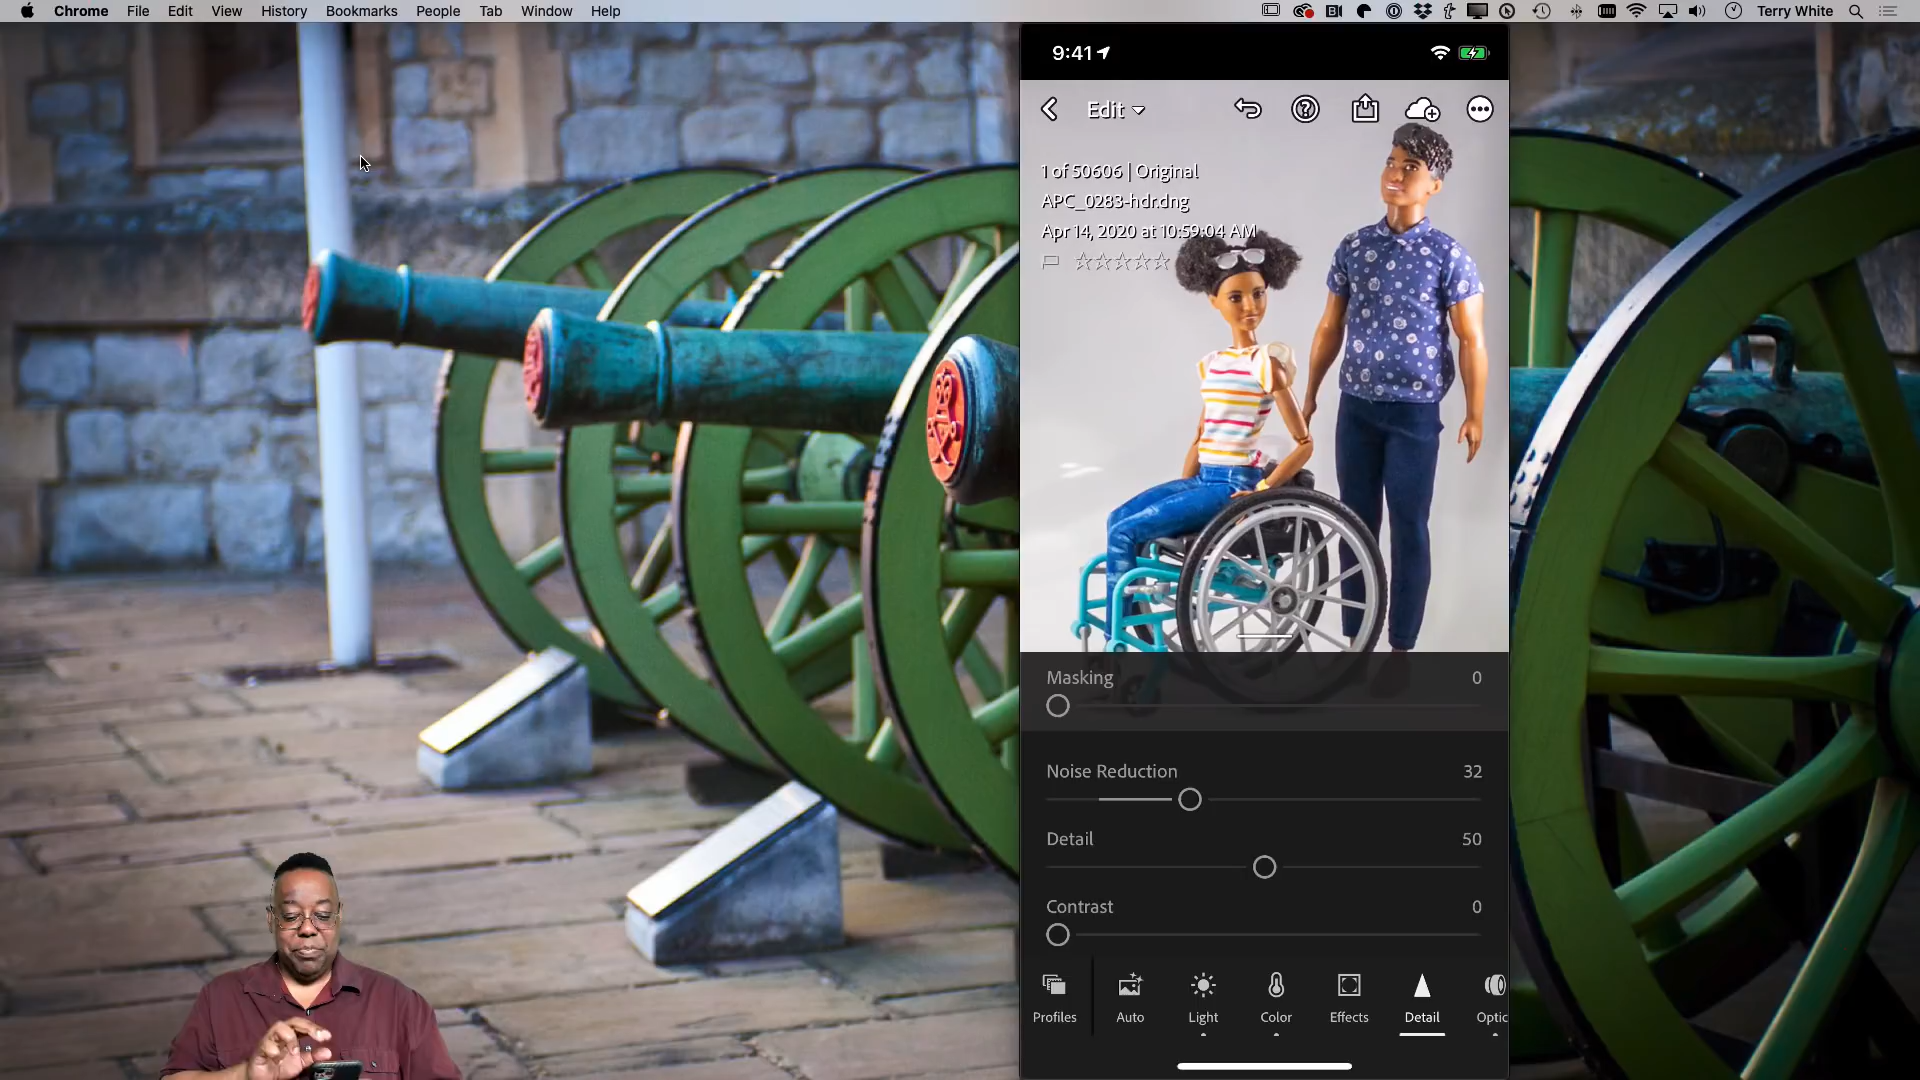 Chrome File Edit View History Bookmarks People Tab Window Help Terry White
9:41
Edit
1 of 50606 | Original
APC_0283-hdr.dng
Apr 14, 2020 at 10:59:04 AM
Masking 0
Noise Reduction 32
Detail 50
Contrast 0
Profiles Auto Light Color Effects Detail Optic